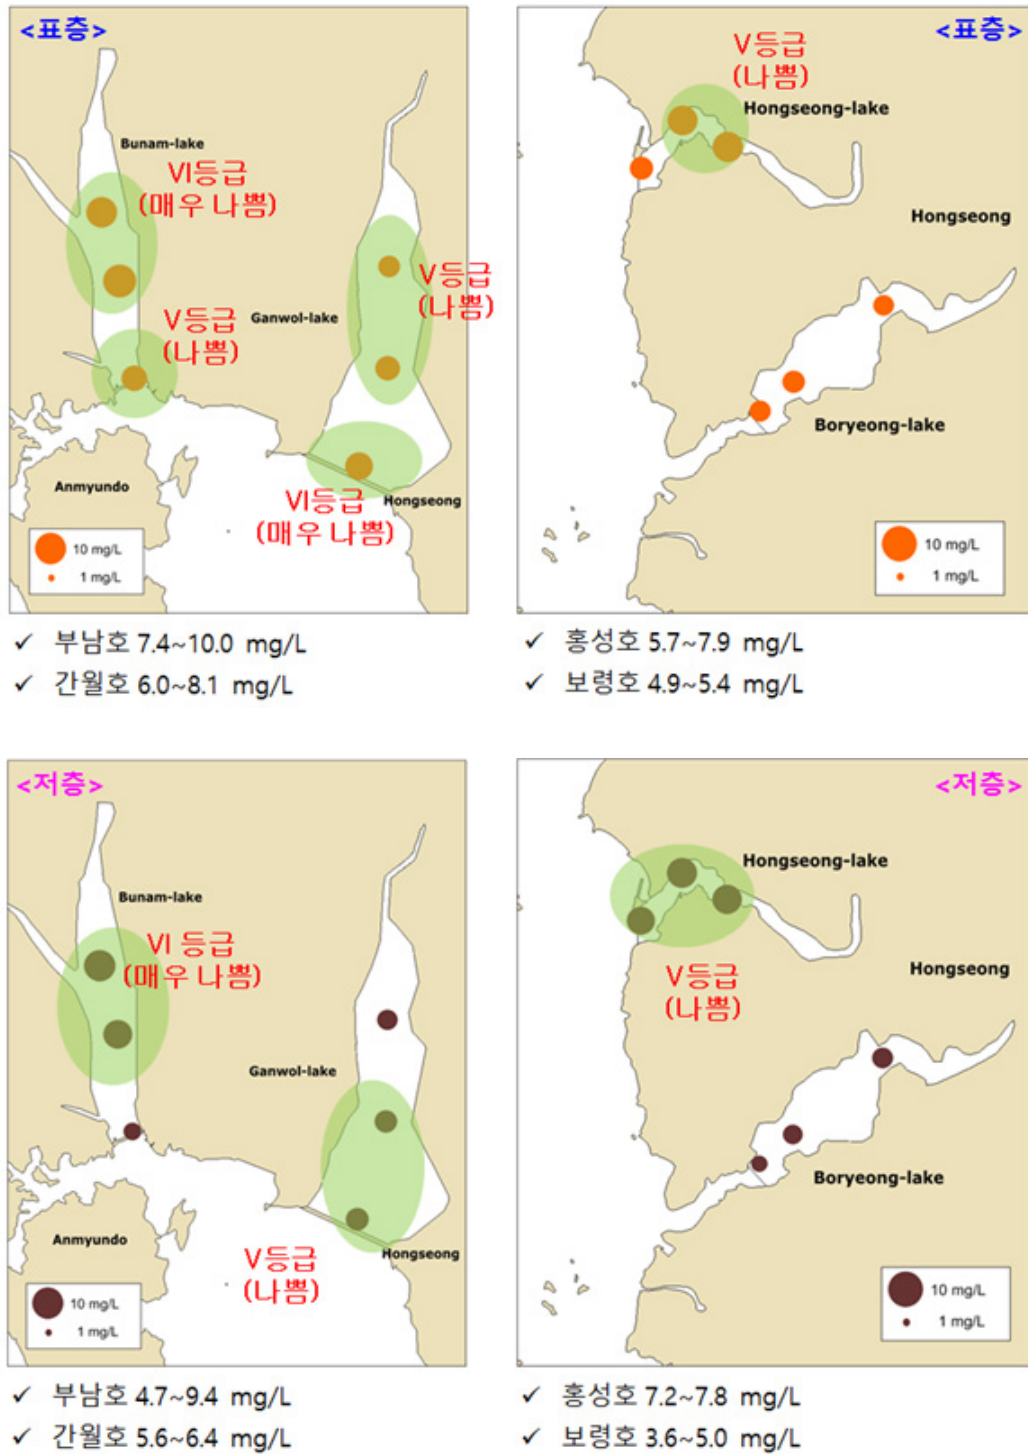 <표층>
Bunam-lake
VI등급
(매우 나쁨)
V등급
(나쁨)
Ganwol-lake
V등급
(나쁨)
Anmyundo
VI등급
(매우 나쁨)
Hongseong
10 mg/L
1 mg/L
✓ 부남호 7.4~10.0 mg/L
✓ 간월호 6.0~8.1 mg/L
<표층>
V등급
(나쁨)
Hongseong-lake
Hongseong
Boryeong-lake
10 mg/L
1 mg/L
✓ 홍성호 5.7~7.9 mg/L
✓ 보령호 4.9~5.4 mg/L
<저층>
Bunam-lake
VI 등급
(매우 나쁨)
Ganwol-lake
Anmyundo
V등급
(나쁨)
Hongseong
10 mg/L
1 mg/L
✓ 부남호 4.7~9.4 mg/L
✓ 간월호 5.6~6.4 mg/L
<저층>
Hongseong-lake
V등급
(나쁨)
Hongseong
Boryeong-lake
10 mg/L
1 mg/L
✓ 홍성호 7.2~7.8 mg/L
✓ 보령호 3.6~5.0 mg/L